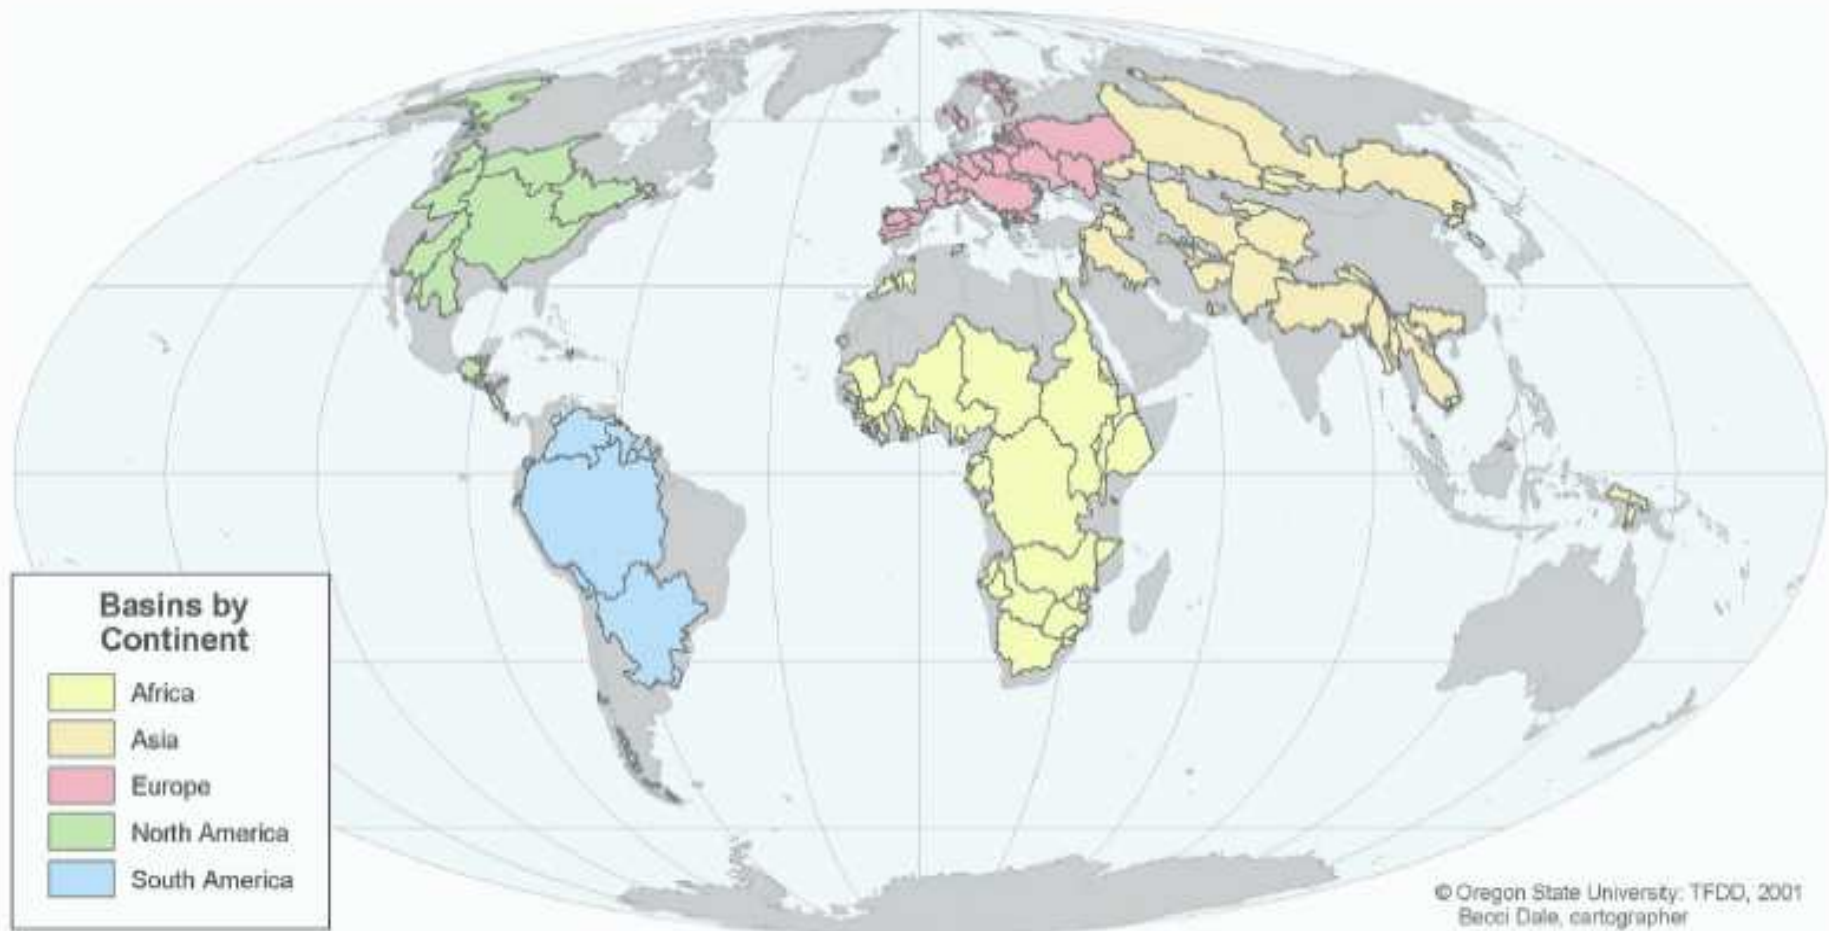 Basins by
Continent
Africa
Asia
Europe
North America
South America
© Oregon State University: TFDD, 2001
Becci Dale, cartographer